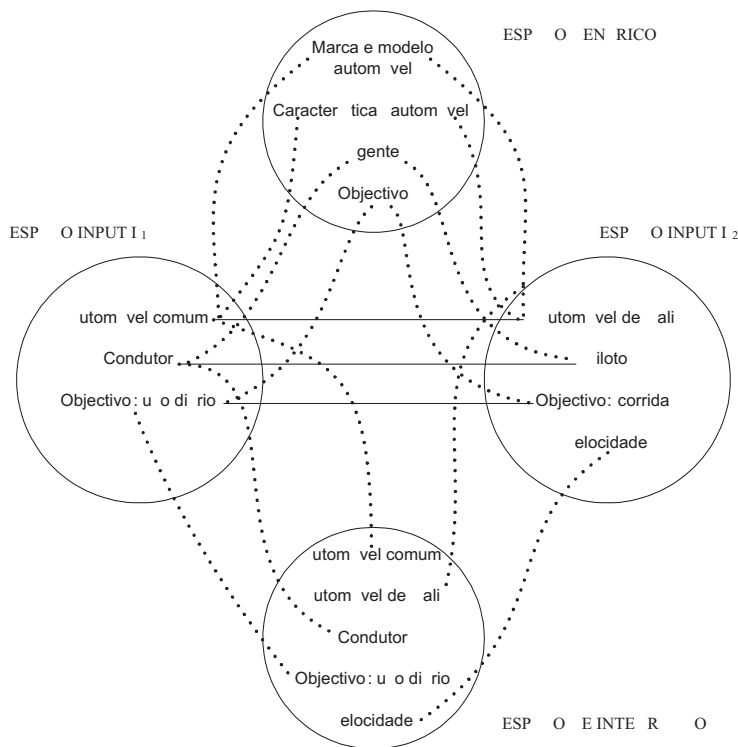 ESP O EN RICO
Marca e modelo
autom vel
Caracter tica autom vel
gente
Objectivo
ESP O INPUT I 1
utom vel comum
Condutor
Objectivo: u o di rio
ESP O INPUT I 2
utom vel de ali
iloto
Objectivo: corrida
elocidade
utom vel comum
utom vel de ali
Condutor
Objectivo: u o di rio
elocidade
ESP O E INTE R O